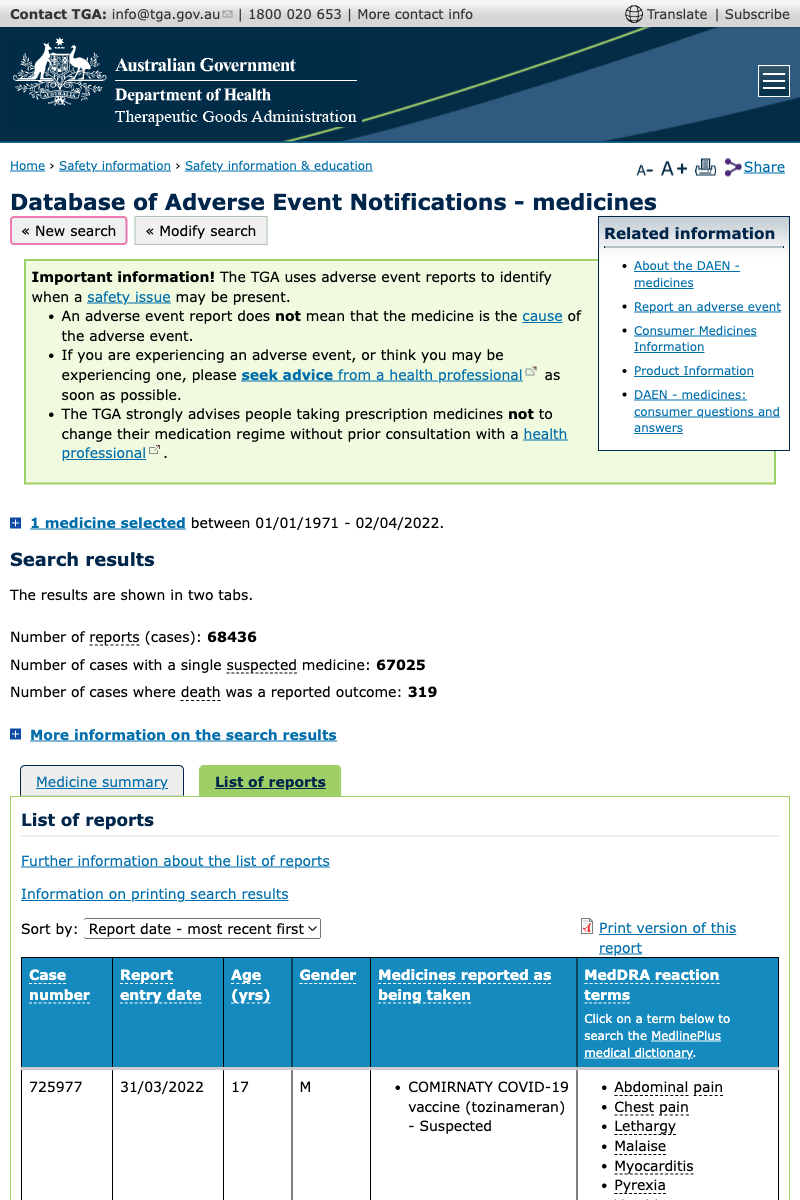 Contact TGA: info@tga.gov.au | 1800 020 653 | More contact info
Translate | Subscribe
Australian Government
Department of Health
Therapeutic Goods Administration
Home › Safety information › Safety information & education
A- A+ Share
Database of Adverse Event Notifications - medicines
« New search
« Modify search
Important information! The TGA uses adverse event reports to identify
when a safety issue may be present.
• An adverse event report does not mean that the medicine is the cause of
the adverse event.
• If you are experiencing an adverse event, or think you may be
experiencing one, please seek advice from a health professional as
soon as possible.
• The TGA strongly advises people taking prescription medicines not to
change their medication regime without prior consultation with a health
professional.
Related information
• About the DAEN -
medicines
• Report an adverse event
• Consumer Medicines
Information
• Product Information
• DAEN - medicines:
consumer questions and
answers
1 medicine selected between 01/01/1971 - 02/04/2022.
Search results
The results are shown in two tabs.
Number of reports (cases): 68436
Number of cases with a single suspected medicine: 67025
Number of cases where death was a reported outcome: 319
More information on the search results
Medicine summary
List of reports
List of reports
Further information about the list of reports
Information on printing search results
Sort by: Report date - most recent first
Print version of this
report
Case
number
Report
entry date
Age
(yrs)
Gender
Medicines reported as
being taken
MedDRA reaction
terms
Click on a term below to
search the MedlinePlus
medical dictionary.
725977
31/03/2022
17
M
• COMIRNATY COVID-19
vaccine (tozinameran)
- Suspected
• Abdominal pain
• Chest pain
• Lethargy
• Malaise
• Myocarditis
• Pyrexia